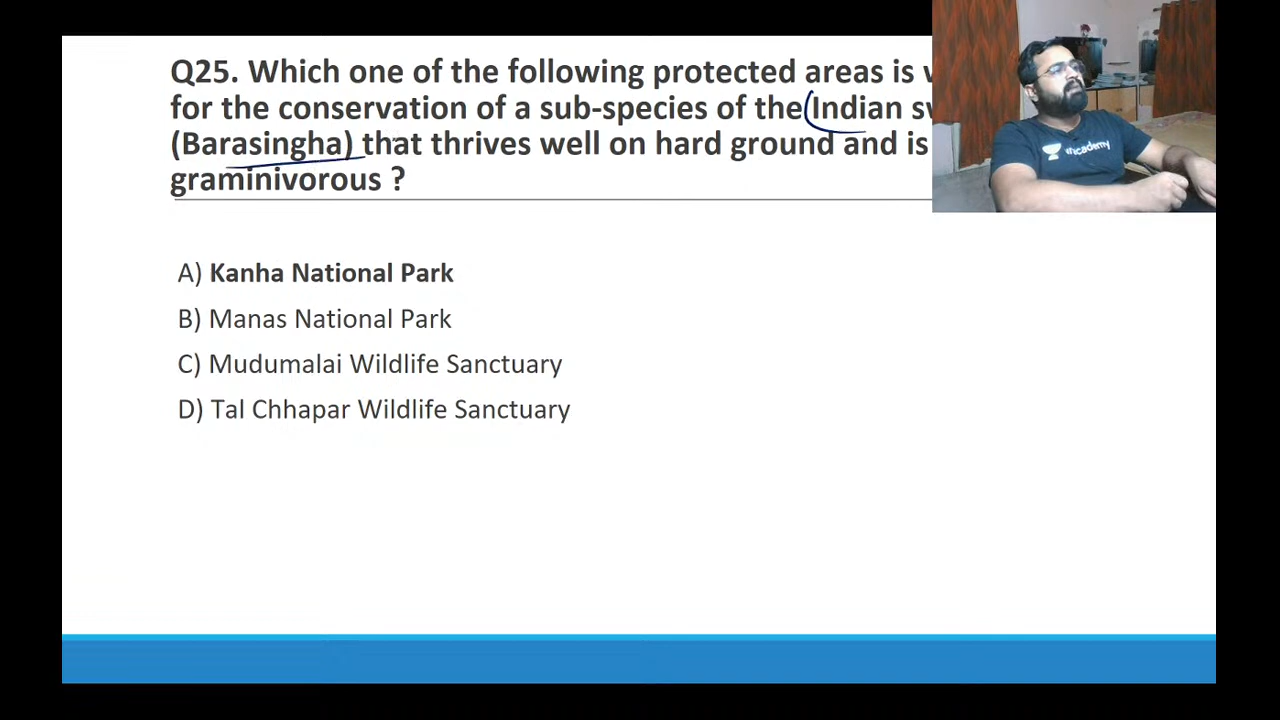 Q25. Which one of the following protected areas is
for the conservation of a sub-species of the Indian
(Barasingha) that thrives well on hard ground and is
graminivorous ?
A) Kanha National Park
B) Manas National Park
C) Mudumalai Wildlife Sanctuary
D) Tal Chhapar Wildlife Sanctuary